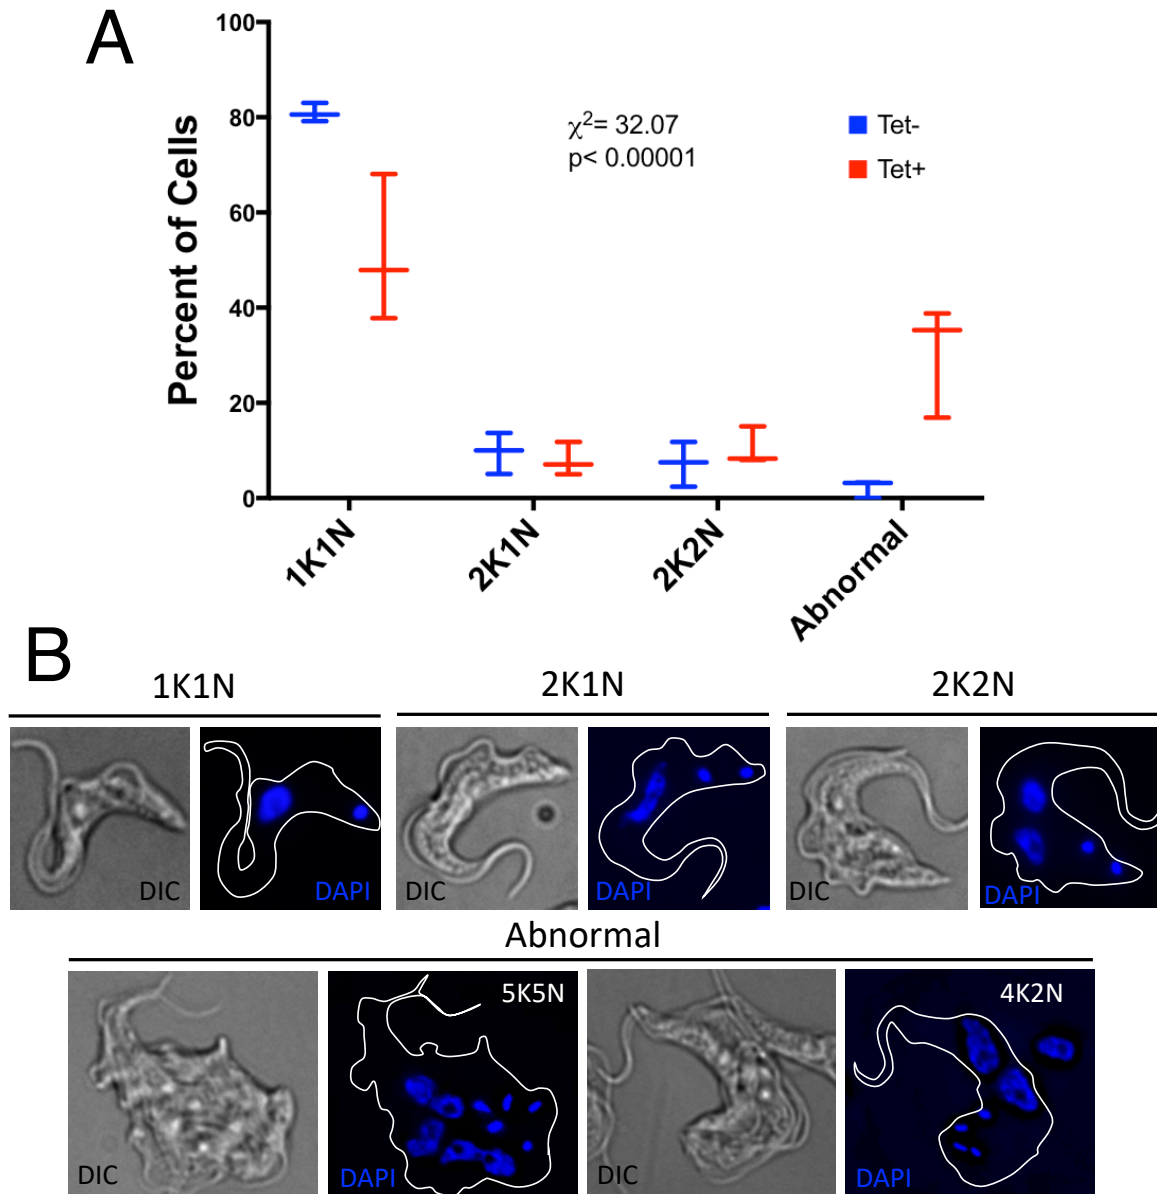 A
100
80
60
40
20
0
Percent of Cells
χ2= 32.07
p< 0.00001
Tet-
Tet+
1K1N
2K1N
2K2N
Abnormal
B
1K1N
2K1N
2K2N
DIC
DAPI
DIC
DAPI
DIC
DAPI
Abnormal
5K5N
4K2N
DIC
DAPI
DIC
DAPI